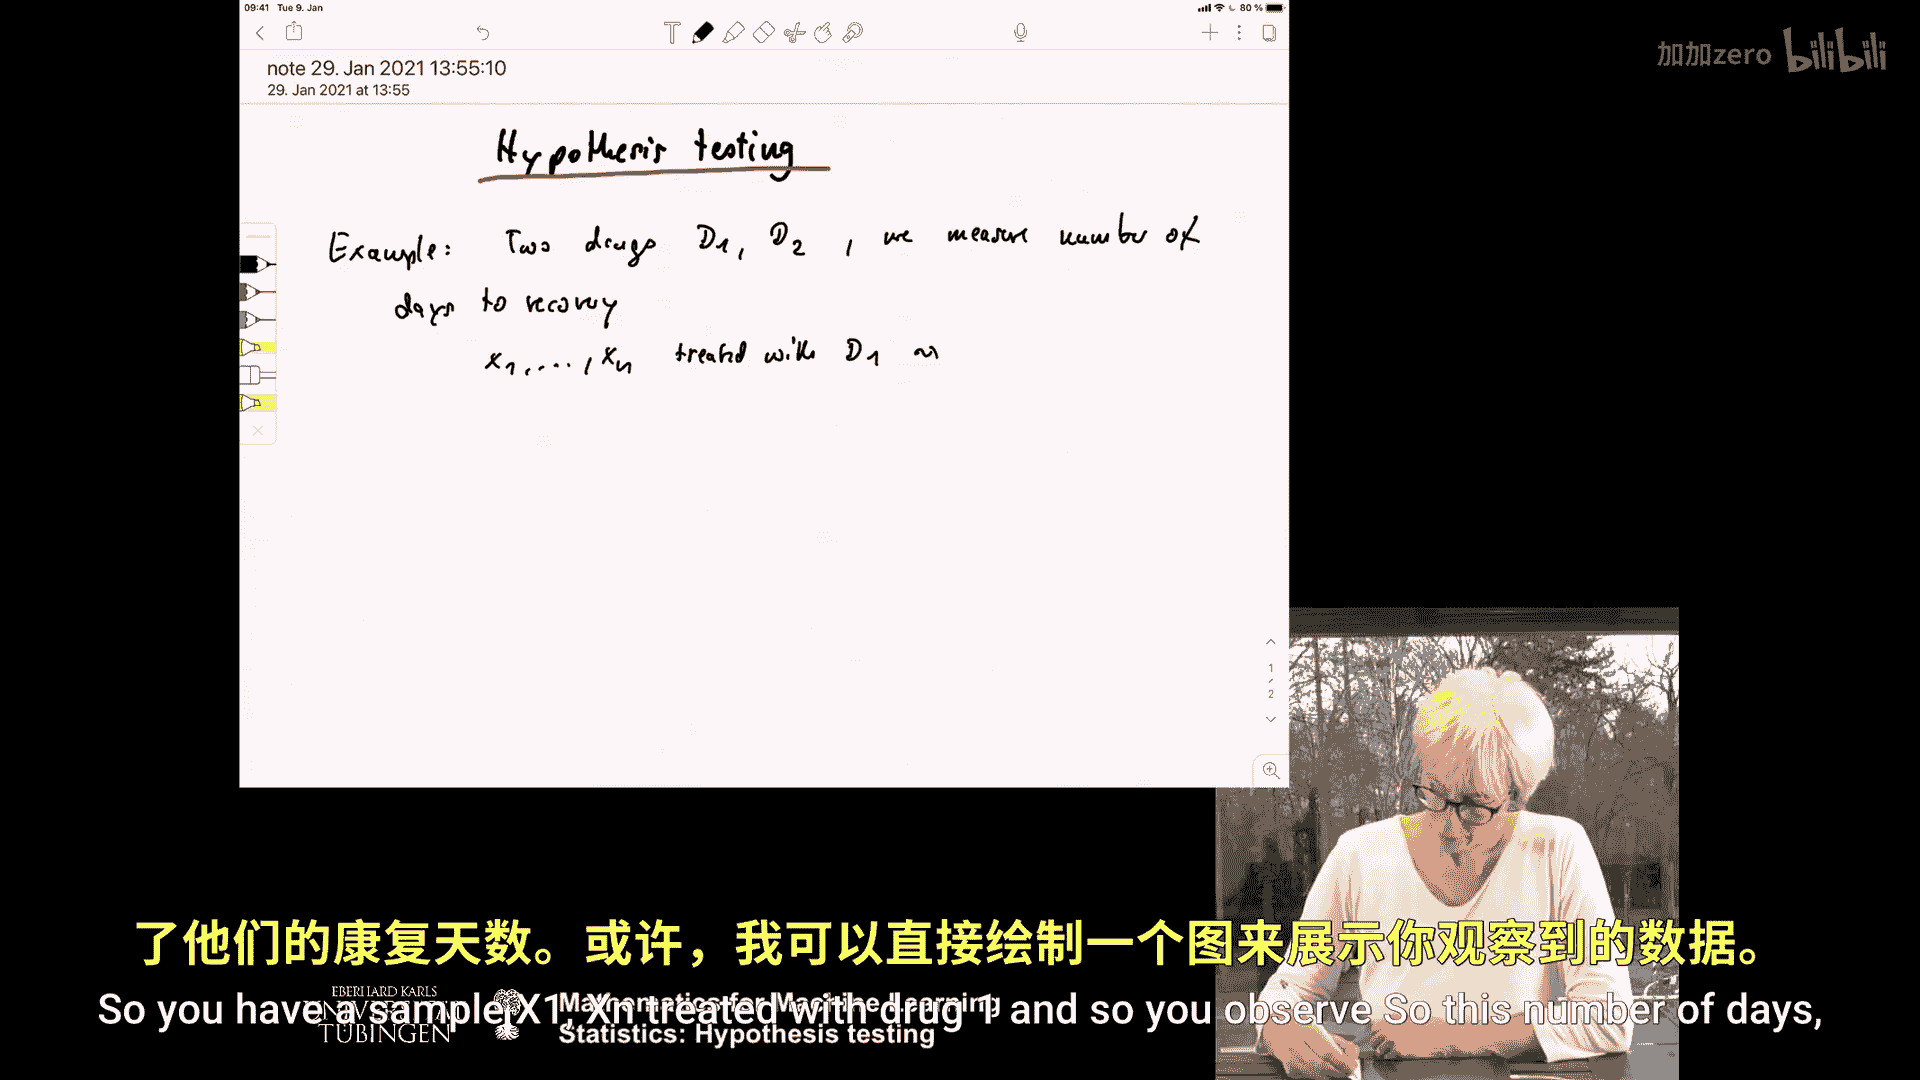 09:41 Tue 9. Jan
80 %
加加zero bilibili
note 29. Jan 2021 13:55:10
29. Jan 2021 at 13:55
Hypothesis testing
Example: Two drugs D1, D2 , we measure number of
days to recovery
x1, ..., xn treated with D1 ~
1
2
了他们的康复天数。或许，我可以直接绘制一个图来展示你观察到的数据。
So you have a sample X1, Xn treated with drug 1 and so you observe So this number of days,
EBERHARD KARLS
UNIVERSITÄT
TÜBINGEN
Mathematics for Machine Learning
Statistics: Hypothesis testing